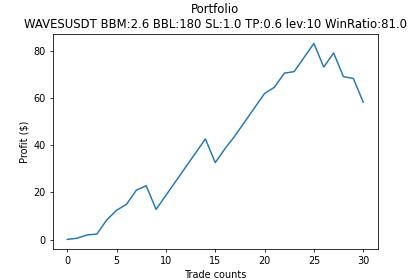 Portfolio
WAVESUSDT BBM:2.6 BBL:180 SL:1.0 TP:0.6 lev:10 WinRatio:81.0
80
60
40
20
0
Profit ($)
0 5 10 15 20 25 30
Trade counts